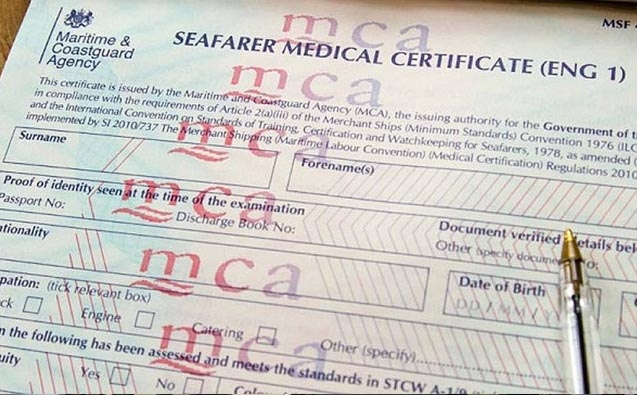 Maritime &
Coastguard
Agency
MSF
SEAFARER MEDICAL CERTIFICATE (ENG 1)
This certificate is issued by the Maritime and Coastguard Agency (MCA), the issuing authority for the Government of
in compliance with the requirements of Article 2(a)(iii) of the Merchant Ships (Minimum Standards) Convention 1976 (ILO
and the International Convention on Standards of Training, Certification and Watchkeeping for Seafarers, 1978, as amended
implemented by SI 2010/737 The Merchant Shipping (Maritime Labour Convention) (Medical Certification) Regulations 2010
Surname
Forename(s)
Proof of identity seen at the time of the examination
Document verified
Passport No:
Discharge Book No:
Other (specify
ationality
Date of Birth
DD/MM/
pation: (tick relevant box)
ck
Engine
Catering
Other (specify)
n the following has been assessed and meets the standards in STCW A-1/9
uity
Yes
No
mca
mca
mca
mca
mca
mca